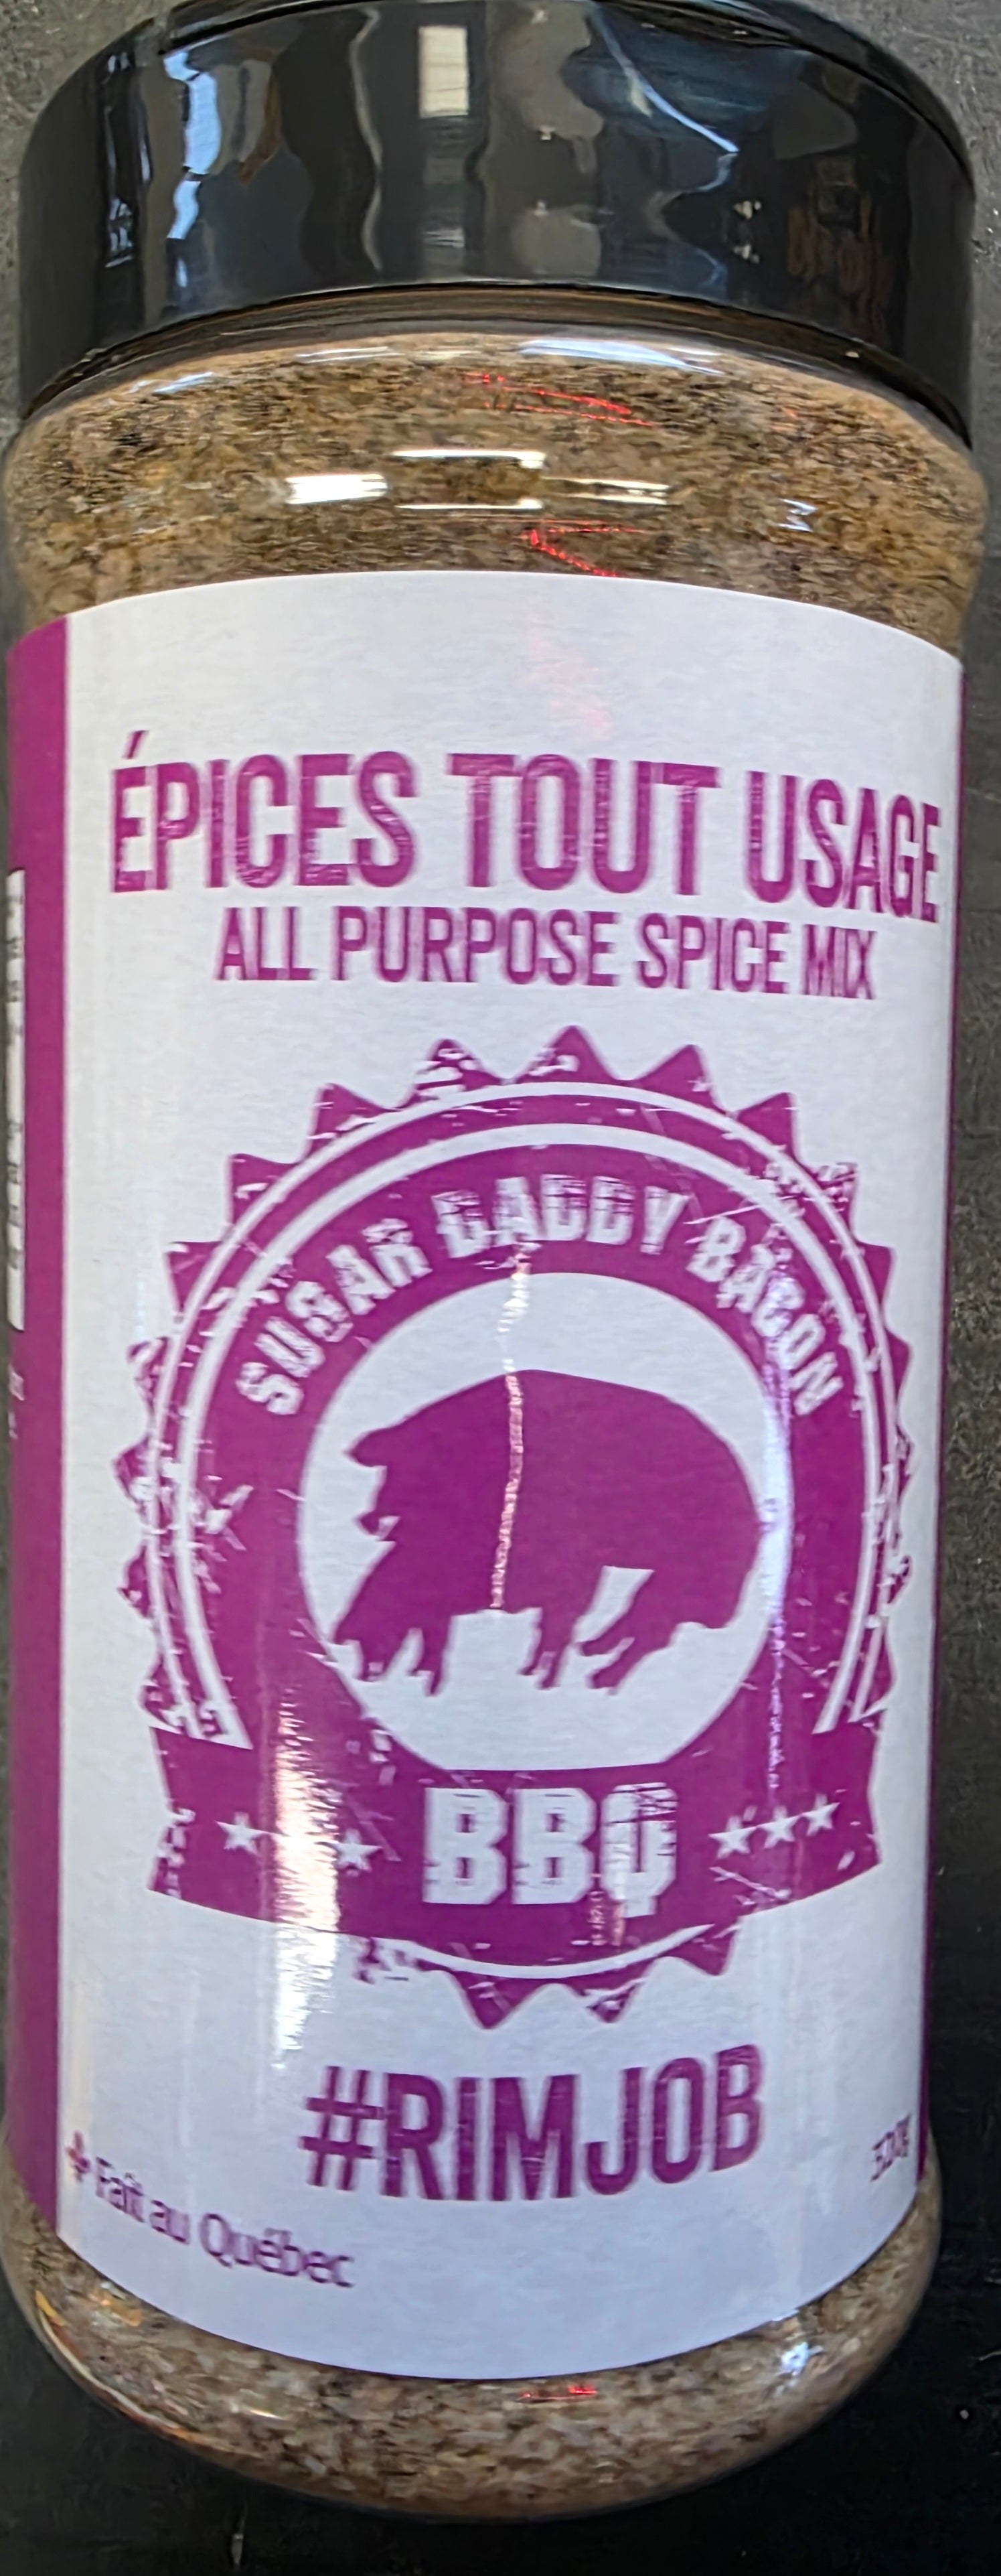 ÉPICES TOUT USAGE
ALL PURPOSE SPICE MIX
SUGAR DADDY BACON
BBQ
#RIMJOB
Fait au Québec